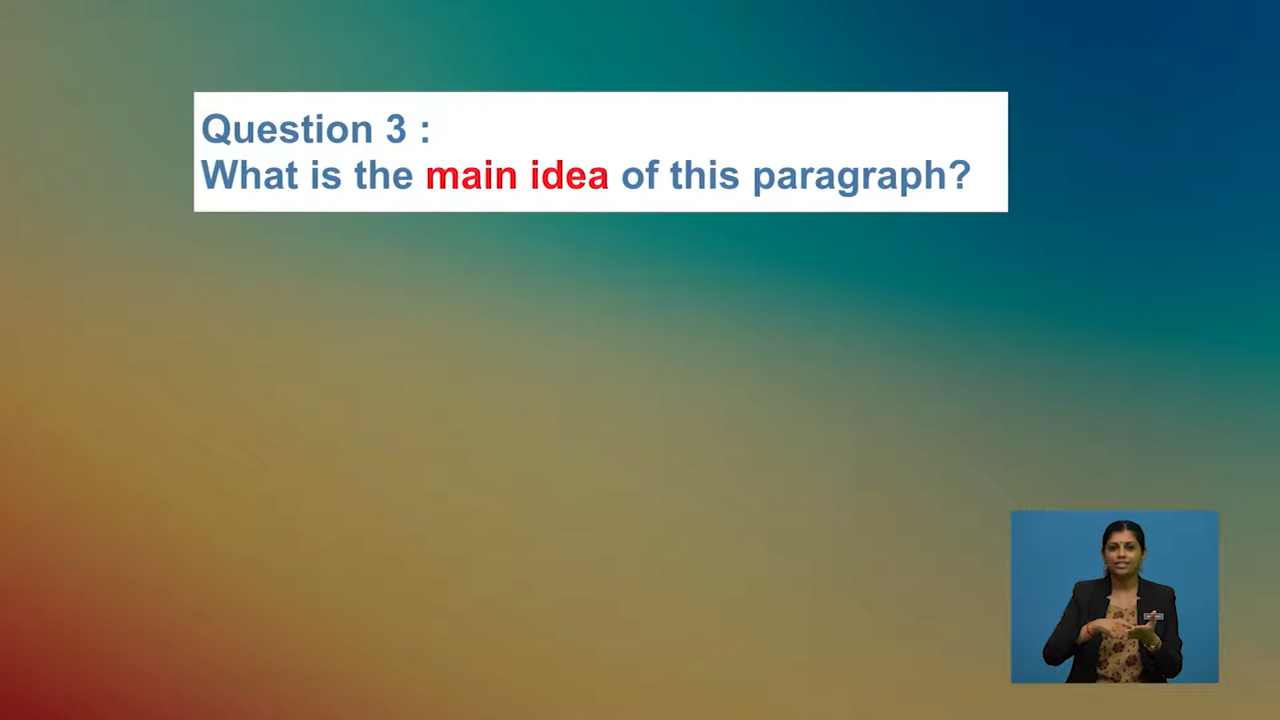 Question 3 :
What is the main idea of this paragraph?